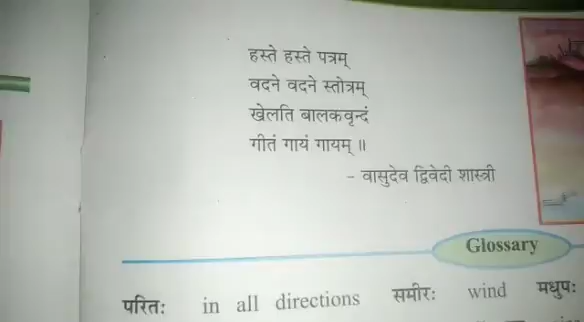 हस्ते हस्ते पत्रम्
वदने वदने स्तोत्रम्
खेलति बालकवृन्दं
गीतं गायं गायम् ॥
- वासुदेव द्विवेदी शास्त्री
Glossary
परितः in all directions समीरः wind मधुपः